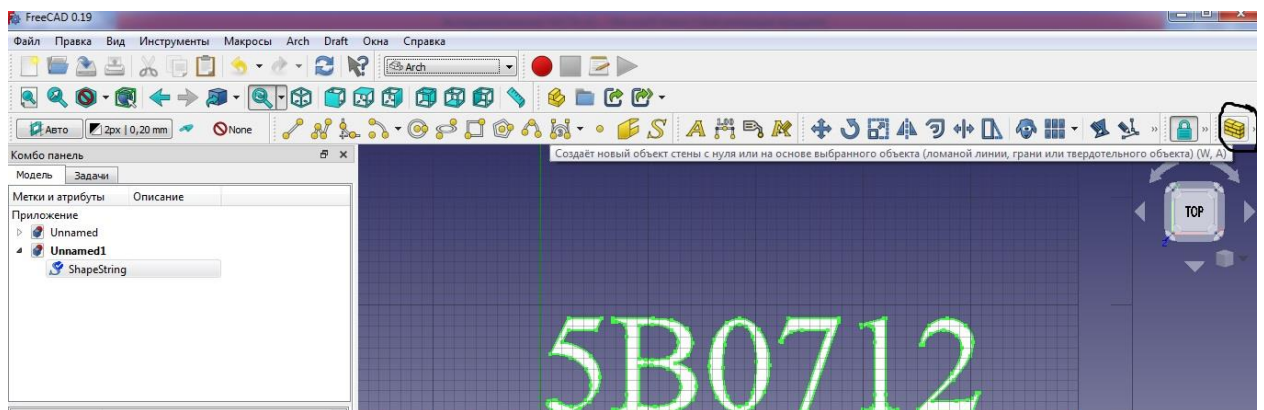 FreeCAD 0.19
Файл Правка Вид Инструменты Макросы Arch Draft Окна Справка
Arch
Авто 2px | 0,20 mm None
Комбо панель
Создаёт новый объект стены с нуля или на основе выбранного объекта (ломаной линии, грани или твердотельного объекта) (W, A)
Модель Задачи
Метки и атрибуты Описание
Приложение
Unnamed
Unnamed1
ShapeString
TOP
5B0712